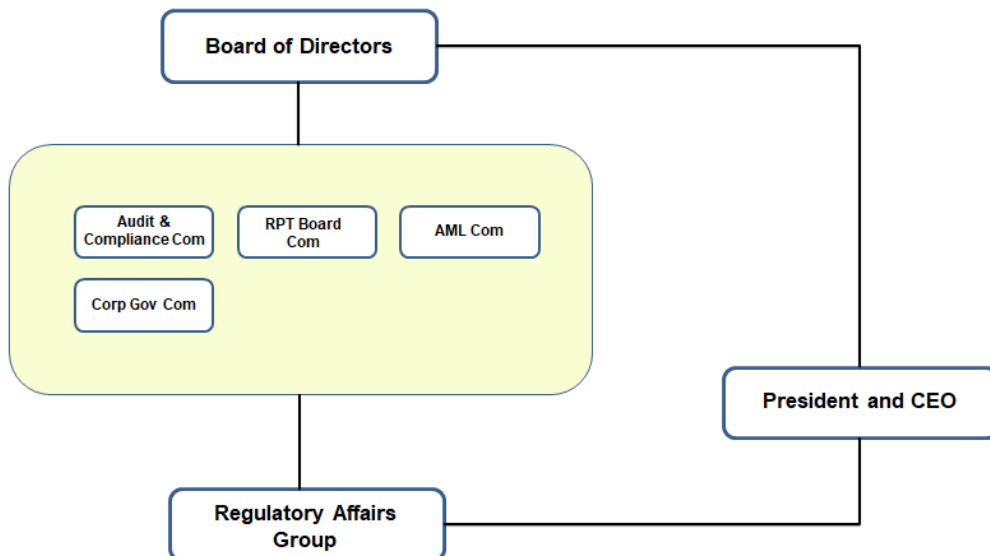 Board of Directors
Audit &
Compliance Com
RPT Board
Com
AML Com
Corp Gov Com
President and CEO
Regulatory Affairs
Group